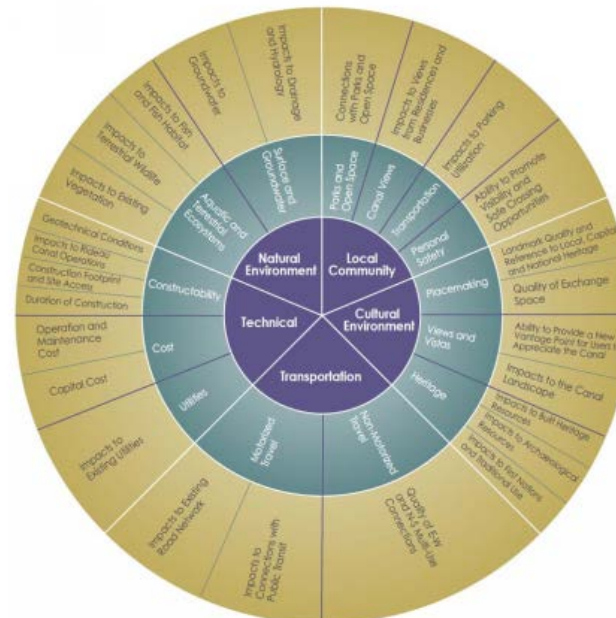 Natural Environment
Local
Community
Cultural
Environment
Transportation
Technical
Surface and
Groundwater
Parks and
Open Space
Canal Views
Transportation
Personal
Safety
Placemaking
Views and
Vistas
Heritage
Non-Motorized
Travel
Motorized
Travel
Utilities
Cost
Constructability
Aquatic and
Terrestrial
Ecosystems
Impacts to Drainage
and Hydrology
Connections
with Parks and
Open Space
Impacts to Views
from Residences and
Businesses
Impacts to Parking
Utilization
Ability to Promote
Visibility and
Safe Crossing
Opportunities
Landmark Quality and
Reference to Local, Capital
and National Heritage
Quality of Exchange
Space
Ability to Provide a New
Vantage Point for Users t
Appreciate the Canal
Impacts to the Canal
Landscape
Impacts to Built Heritage
Resources
Impacts to Archaeological
Resources
Impacts to First Nations
and Traditional Use
Quality of E-W
and N-S Multi-Use
Connections
Impacts to
Connections with
Public Transit
Impacts to Existing
Road Network
Impacts to
Existing Utilities
Capital Cost
Operation and
Maintenance
Cost
Duration of Construction
Construction Footprint
and Site Access
Impacts to Rideau
Canal Operations
Geotechnical Conditions
Impacts to Existing
Vegetation
Impacts to
Terrestrial Wildlife
Impacts to Fish
and Fish Habitat
Impacts to
Groundwater